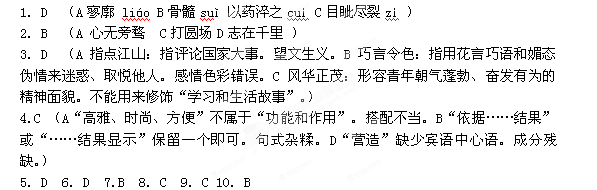 1. D （A 寥廓 liáo B 骨髓 suǐ 以药淬之 cuì C 目眦尽裂 zì ）
2. B （A 心无旁骛 C 打圆场 D 志在千里 ）
3. D （A 指点江山：指评论国家大事。望文生义。B 巧言令色：指用花言巧语和媚态
伪情来迷惑、取悦他人。感情色彩错误。C 风华正茂：形容青年朝气蓬勃、奋发有为的
精神面貌。不能用来修饰“学习和生活故事”。）
4.C （A“高雅、时尚、方便”不属于“功能和作用”。搭配不当。B“依据……结果”
或“……结果显示”保留一个即可。句式杂糅。D“营造”缺少宾语中心语。成分残
缺。）
5. D 6. D 7.B 8. C 9. C 10. B